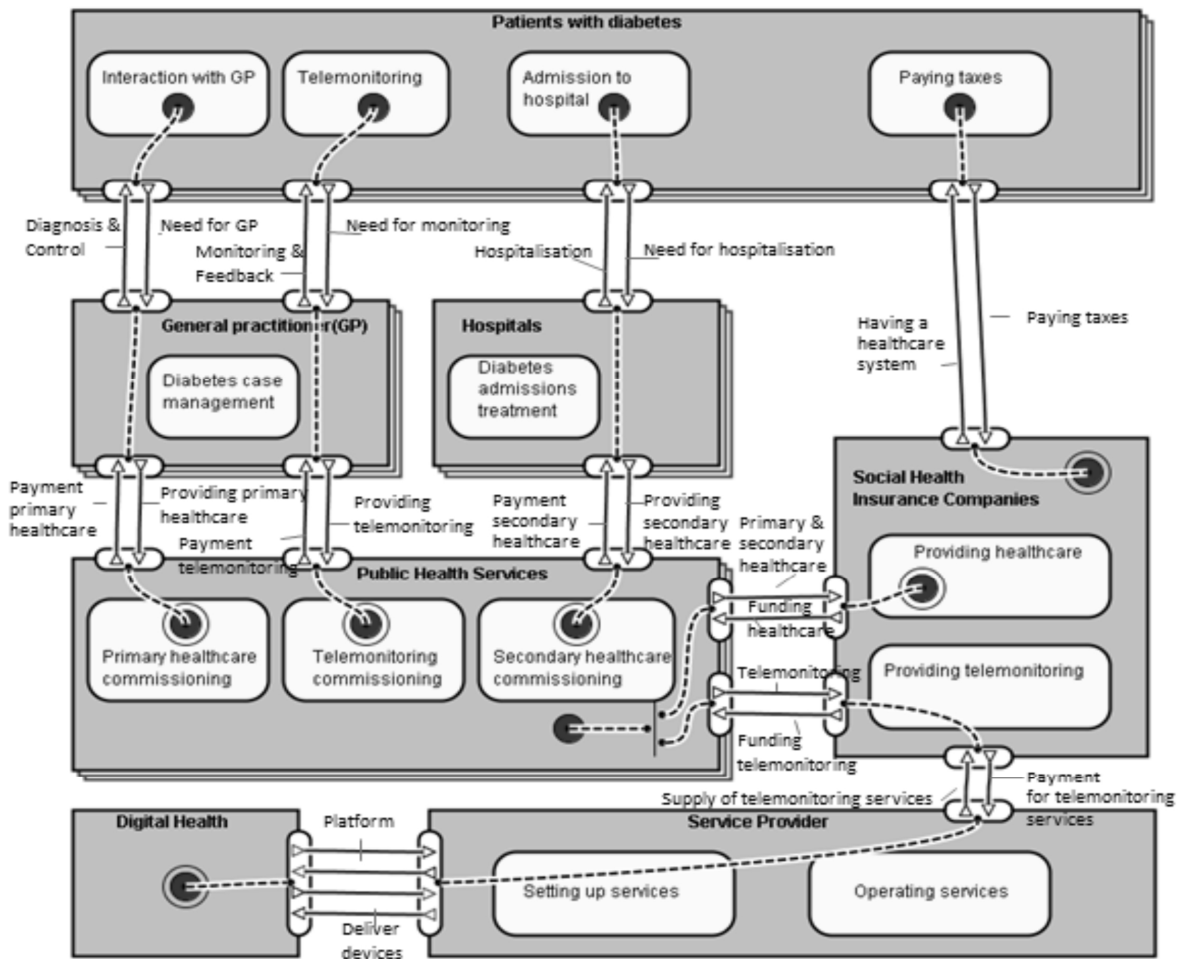 Patients with diabetes
Interaction with GP
Telemonitoring
Admission to
hospital
Paying taxes
Diagnosis &
Control
Need for GP
Monitoring &
Feedback
Need for monitoring
Hospitalisation
Need for hospitalisation
Having a
healthcare
system
Paying taxes
General practitioner(GP)
Diabetes case
management
Hospitals
Diabetes
admissions
treatment
Payment
primary
healthcare
Providing primary
healthcare
Payment
telemonitoring
Providing
telemonitoring
Payment
secondary
healthcare
Providing
secondary
healthcare
Primary &
secondary
healthcare
Funding
healthcare
Social Health
Insurance Companies
Providing healthcare
Providing telemonitoring
Public Health Services
Primary healthcare
commissioning
Telemonitoring
commissioning
Secondary healthcare
commissioning
Telemonitoring
Funding
telemonitoring
Supply of telemonitoring services
Payment
for telemonitoring
services
Digital Health
Platform
Deliver
devices
Service Provider
Setting up services
Operating services